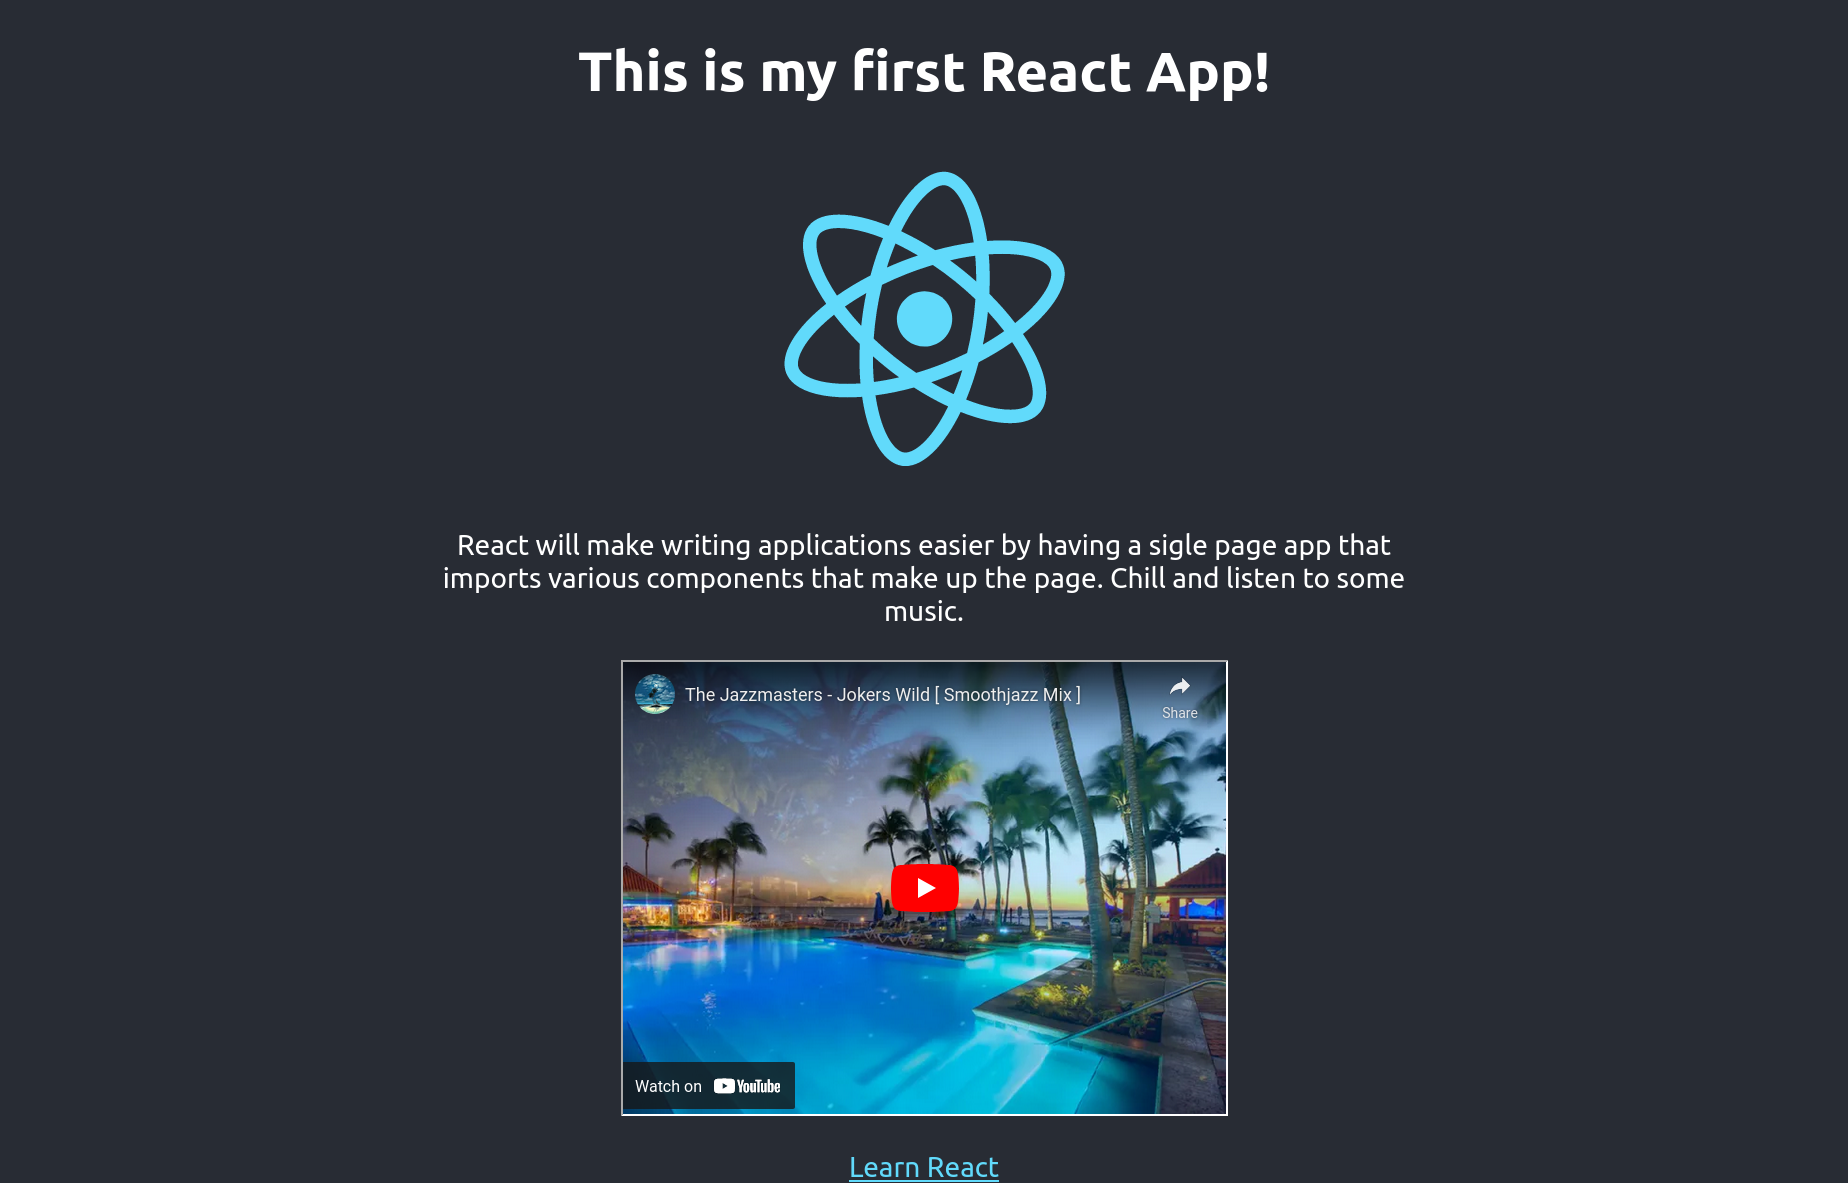 This is my first React App!
React will make writing applications easier by having a sigle page app that
imports various components that make up the page. Chill and listen to some
music.
The Jazzmasters - Jokers Wild [ Smoothjazz Mix ]
Share
Watch on YouTube
Learn React